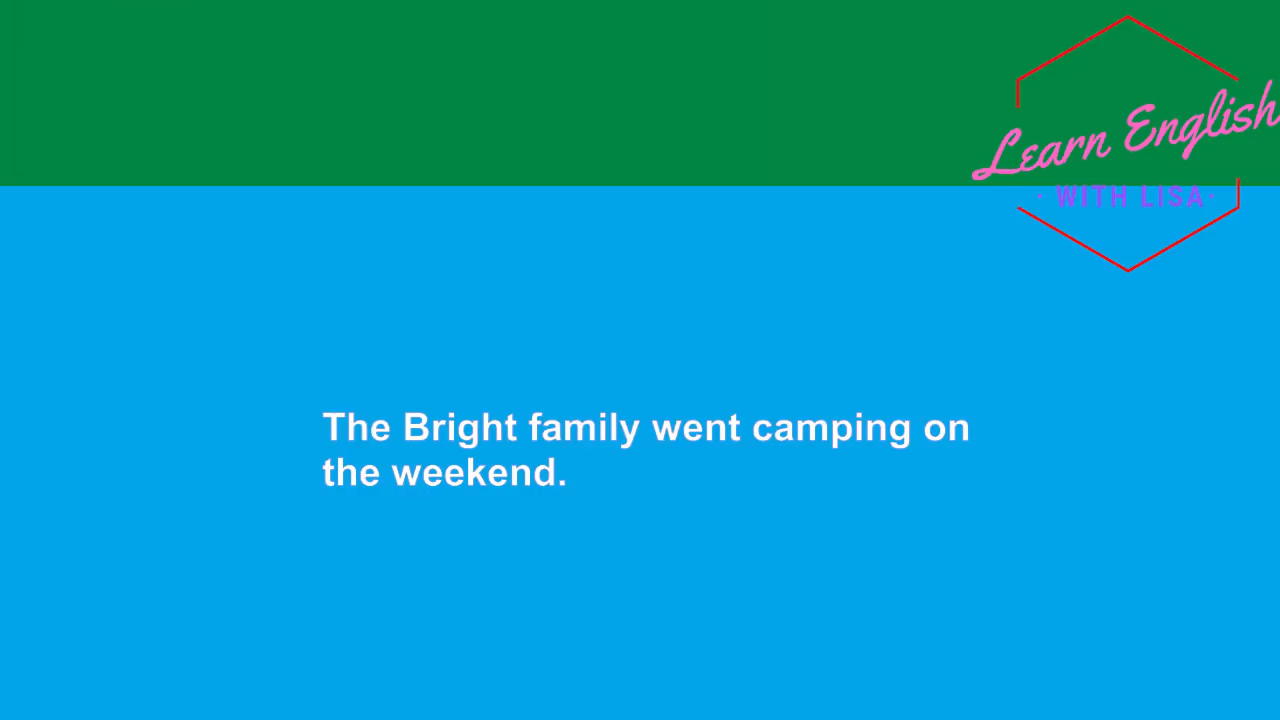 Learn English
· WITH LISA ·
The Bright family went camping on
the weekend.